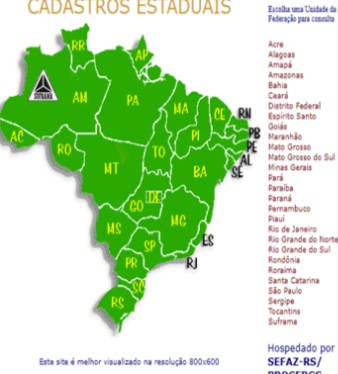 CADASTROS ESTADUAIS
Escolha uma Unidade da
Federação para consulta
RR
AP
SUFRAMA
AM
PA
MA
CE
RN
PB
PE
AL
SE
PI
AC
RO
TO
MT
BA
GO
DF
MG
MS
ES
SP
RJ
PR
SC
RS
Acre
Alagoas
Amapá
Amazonas
Bahia
Ceará
Distrito Federal
Espírito Santo
Goiás
Maranhão
Mato Grosso
Mato Grosso do Sul
Minas Gerais
Pará
Paraíba
Paraná
Pernambuco
Piauí
Rio de Janeiro
Rio Grande do Norte
Rio Grande do Sul
Rondônia
Roraima
Santa Catarina
São Paulo
Sergipe
Tocantins
Suframa
Este site é melhor visualizado na resolução 800x600
Hospedado por
SEFAZ-RS/
PROCERGS